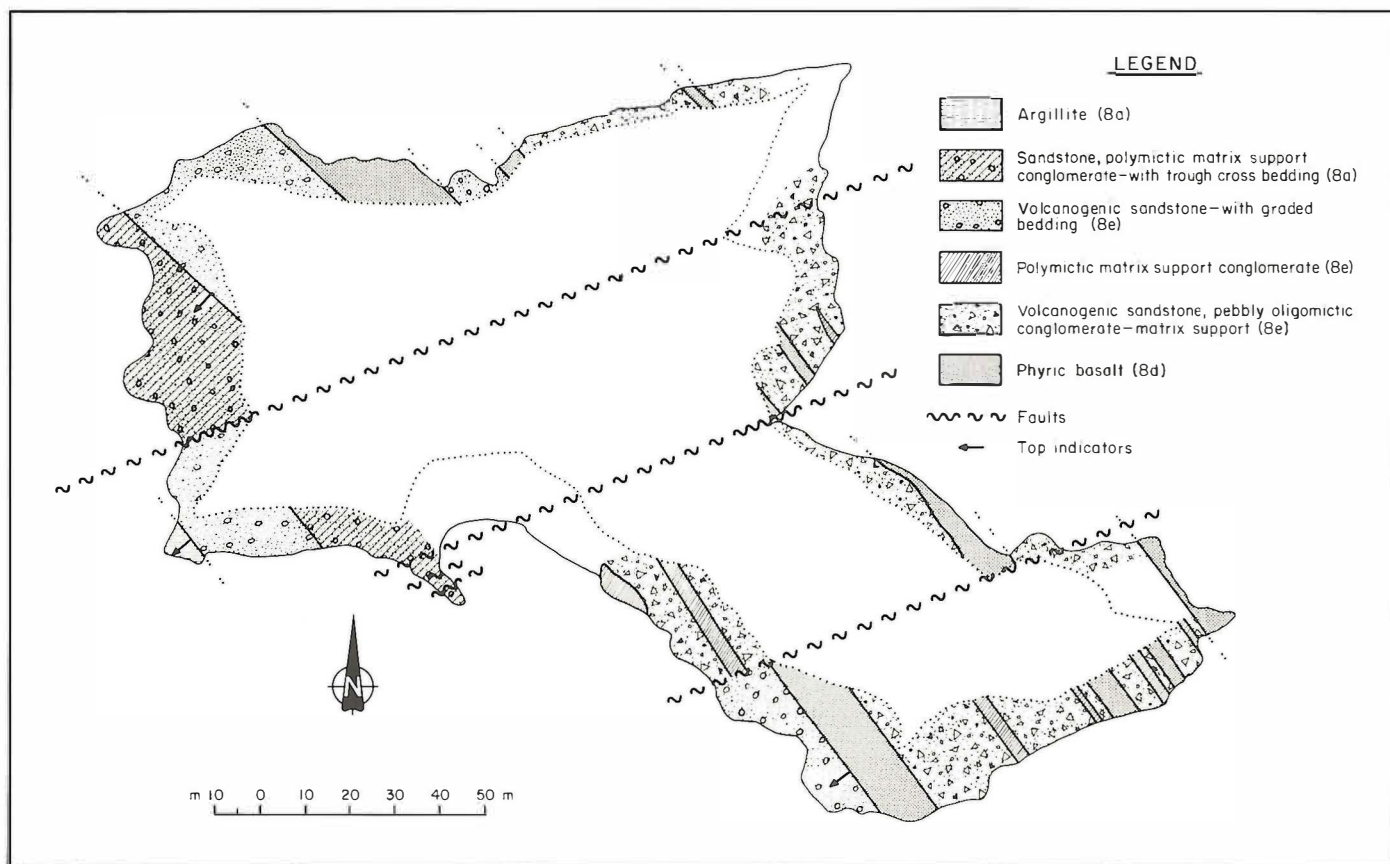 LEGEND
Argillite (8a)
Sandstone, polymictic matrix support
conglomerate-with trough cross bedding (8a)
Volcanogenic sandstone-with graded
bedding (8e)
Polymictic matrix support conglomerate (8e)
Volcanogenic sandstone, pebbly oligomictic
conglomerate-matrix support (8e)
Phyric basalt (8d)
Faults
Top indicators
N
m 10 0 10 20 30 40 50 m